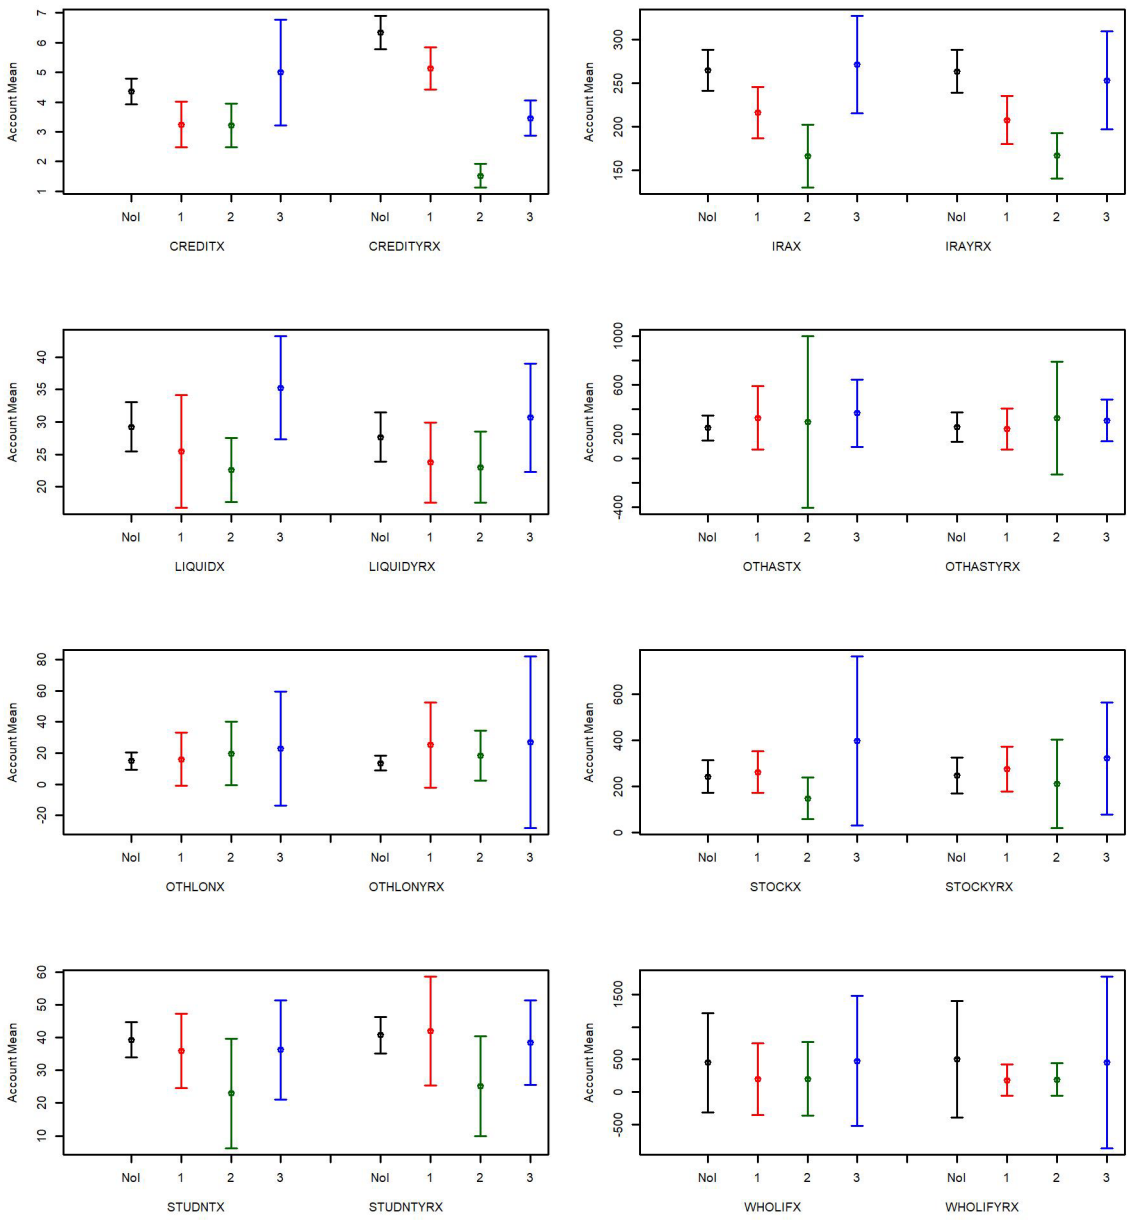 Account Mean
7
6
5
4
3
2
1
NoI 1 2 3 NoI 1 2 3
CREDITX CREDITYRX
Account Mean
300
250
200
150
NoI 1 2 3 NoI 1 2 3
IRAX IRAYRX
Account Mean
40
35
30
25
20
NoI 1 2 3 NoI 1 2 3
LIQUIDX LIQUIDYRX
Account Mean
1000
600
200
0
-400
NoI 1 2 3 NoI 1 2 3
OTHASTX OTHASTYRX
Account Mean
80
60
40
20
0
-20
NoI 1 2 3 NoI 1 2 3
OTHLONX OTHLONYRX
Account Mean
600
400
200
0
NoI 1 2 3 NoI 1 2 3
STOCKX STOCKYRX
Account Mean
60
50
40
30
20
10
NoI 1 2 3 NoI 1 2 3
STUDNTX STUDNTYRX
Account Mean
1500
500
0
-500
NoI 1 2 3 NoI 1 2 3
WHOLIFX WHOLIFYRX